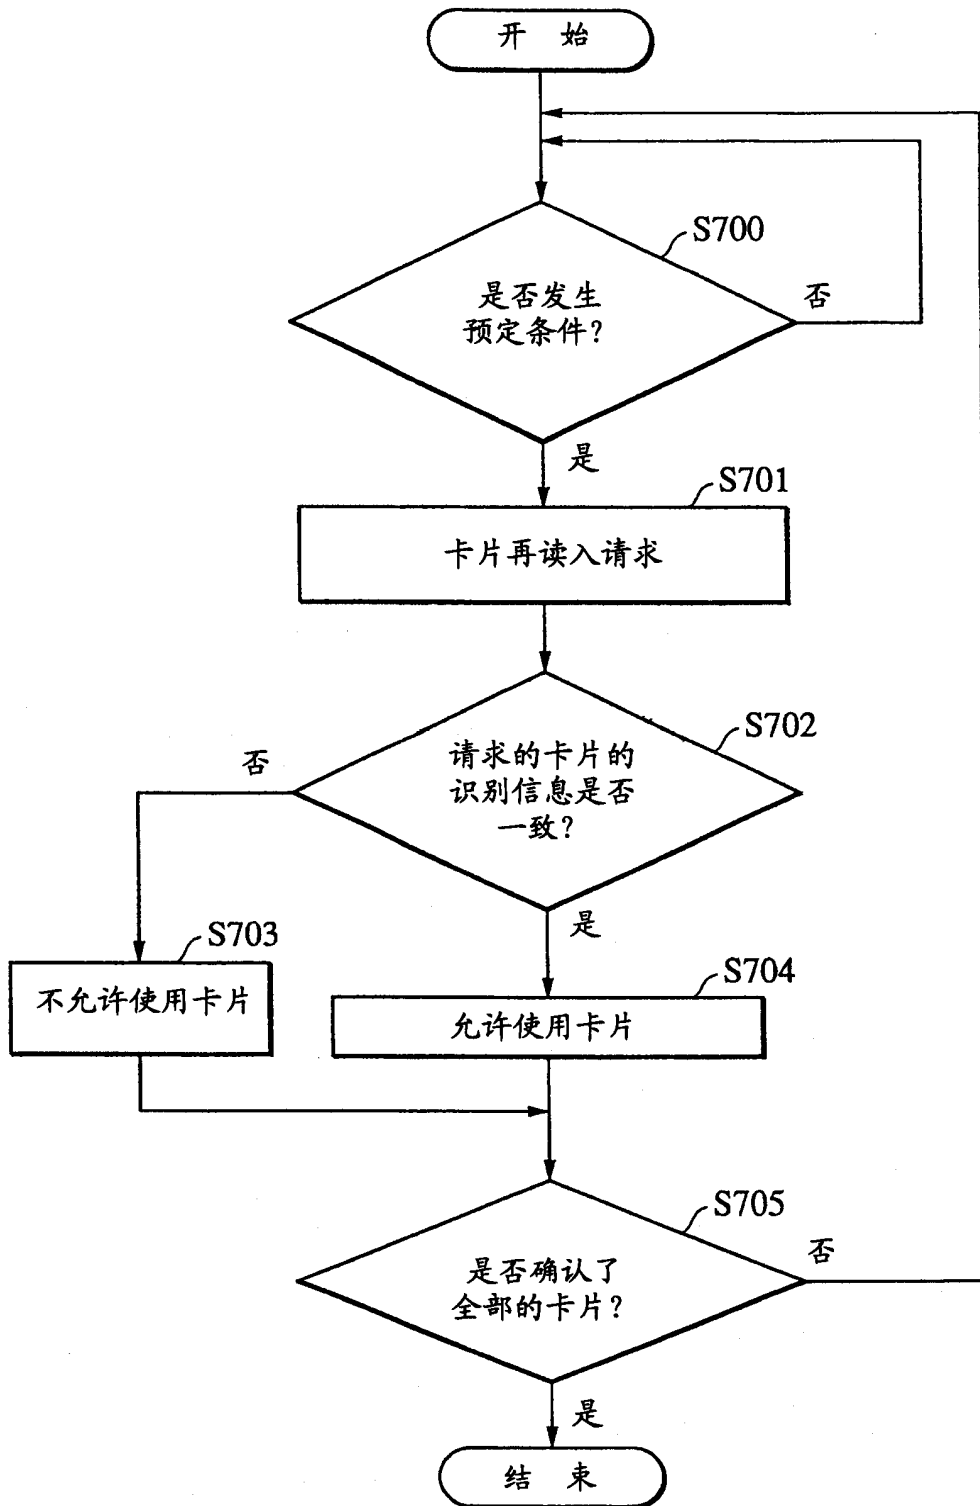 开 始
S700
是否发生
预定条件?
否
是
S701
卡片再读入请求
S702
请求的卡片的
识别信息是否
一致?
否
是
S703
不允许使用卡片
S704
允许使用卡片
S705
是否确认了
全部的卡片?
否
是
结 束